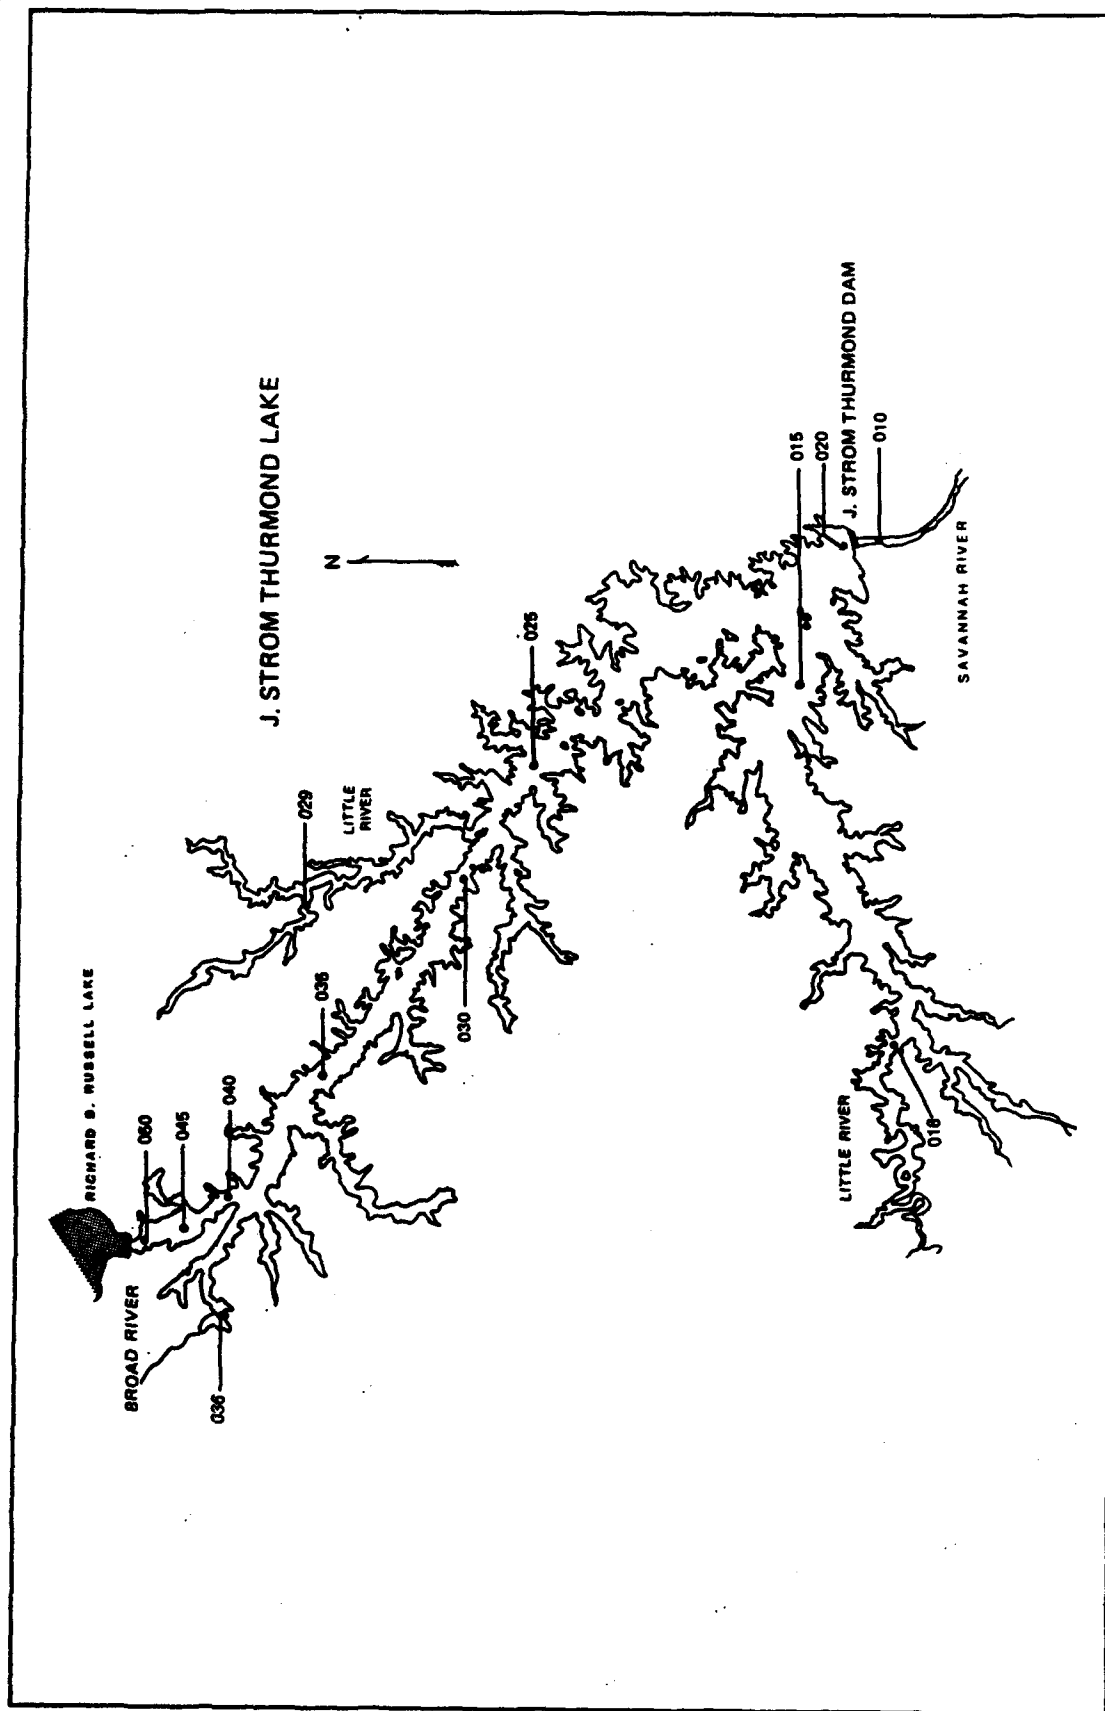 J. STROM THURMOND LAKE
N
RICHARD B. RUSSELL LAKE
BROAD RIVER
050
045
040
036
035
029
LITTLE
RIVER
030
025
015
020
J. STROM THURMOND DAM
010
SAVANNAH RIVER
LITTLE RIVER
016